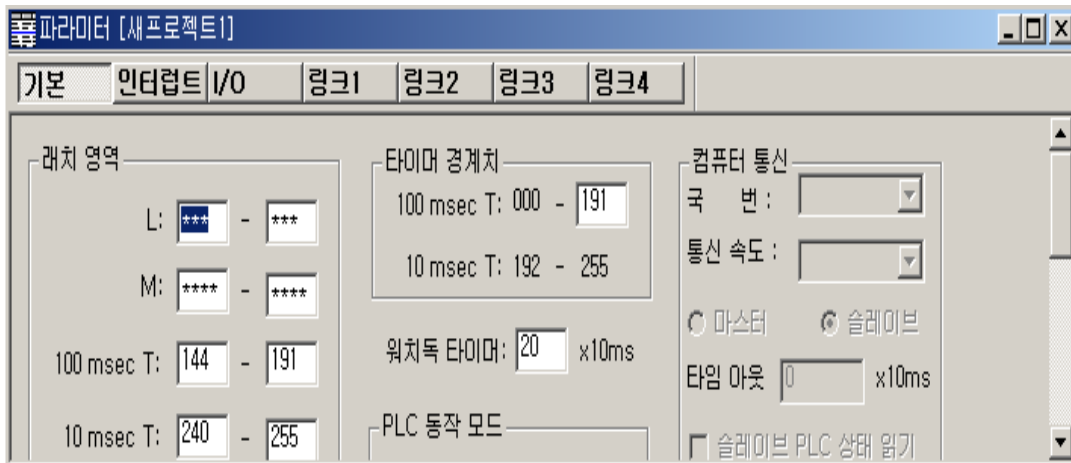 파라미터 [새프로젝트1]
기본 인터럽트 I/O 링크1 링크2 링크3 링크4
래치 영역
L: *** - ***
M: **** - ****
100 msec T: 144 - 191
10 msec T: 240 - 255
타이머 경계치
100 msec T: 000 - 191
10 msec T: 192 - 255
워치독 타이머: 20 x10ms
PLC 동작 모드
컴퓨터 통신
국 번 :
통신 속도 :
마스터 슬레이브
타임 아웃 0 x10ms
슬레이브 PLC 상태 읽기